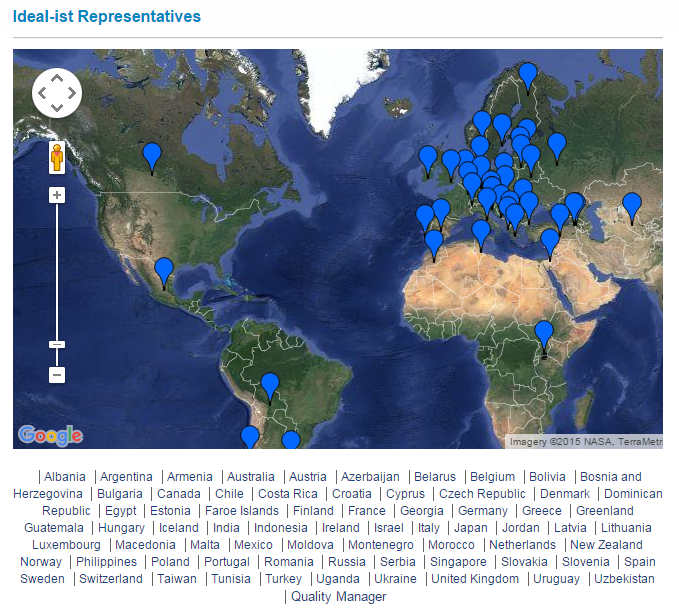 Ideal-ist Representatives
Google
Imagery ©2015 NASA, TerraMetr
| Albania | Argentina | Armenia | Australia | Austria | Azerbaijan | Belarus | Belgium | Bolivia | Bosnia and
Herzegovina | Bulgaria | Canada | Chile | Costa Rica | Croatia | Cyprus | Czech Republic | Denmark | Dominican
Republic | Egypt | Estonia | Faroe Islands | Finland | France | Georgia | Germany | Greece | Greenland
Guatemala | Hungary | Iceland | India | Indonesia | Ireland | Israel | Italy | Japan | Jordan | Latvia | Lithuania
Luxembourg | Macedonia | Malta | Mexico | Moldova | Montenegro | Morocco | Netherlands | New Zealand
Norway | Philippines | Poland | Portugal | Romania | Russia | Serbia | Singapore | Slovakia | Slovenia | Spain
Sweden | Switzerland | Taiwan | Tunisia | Turkey | Uganda | Ukraine | United Kingdom | Uruguay | Uzbekistan
| Quality Manager